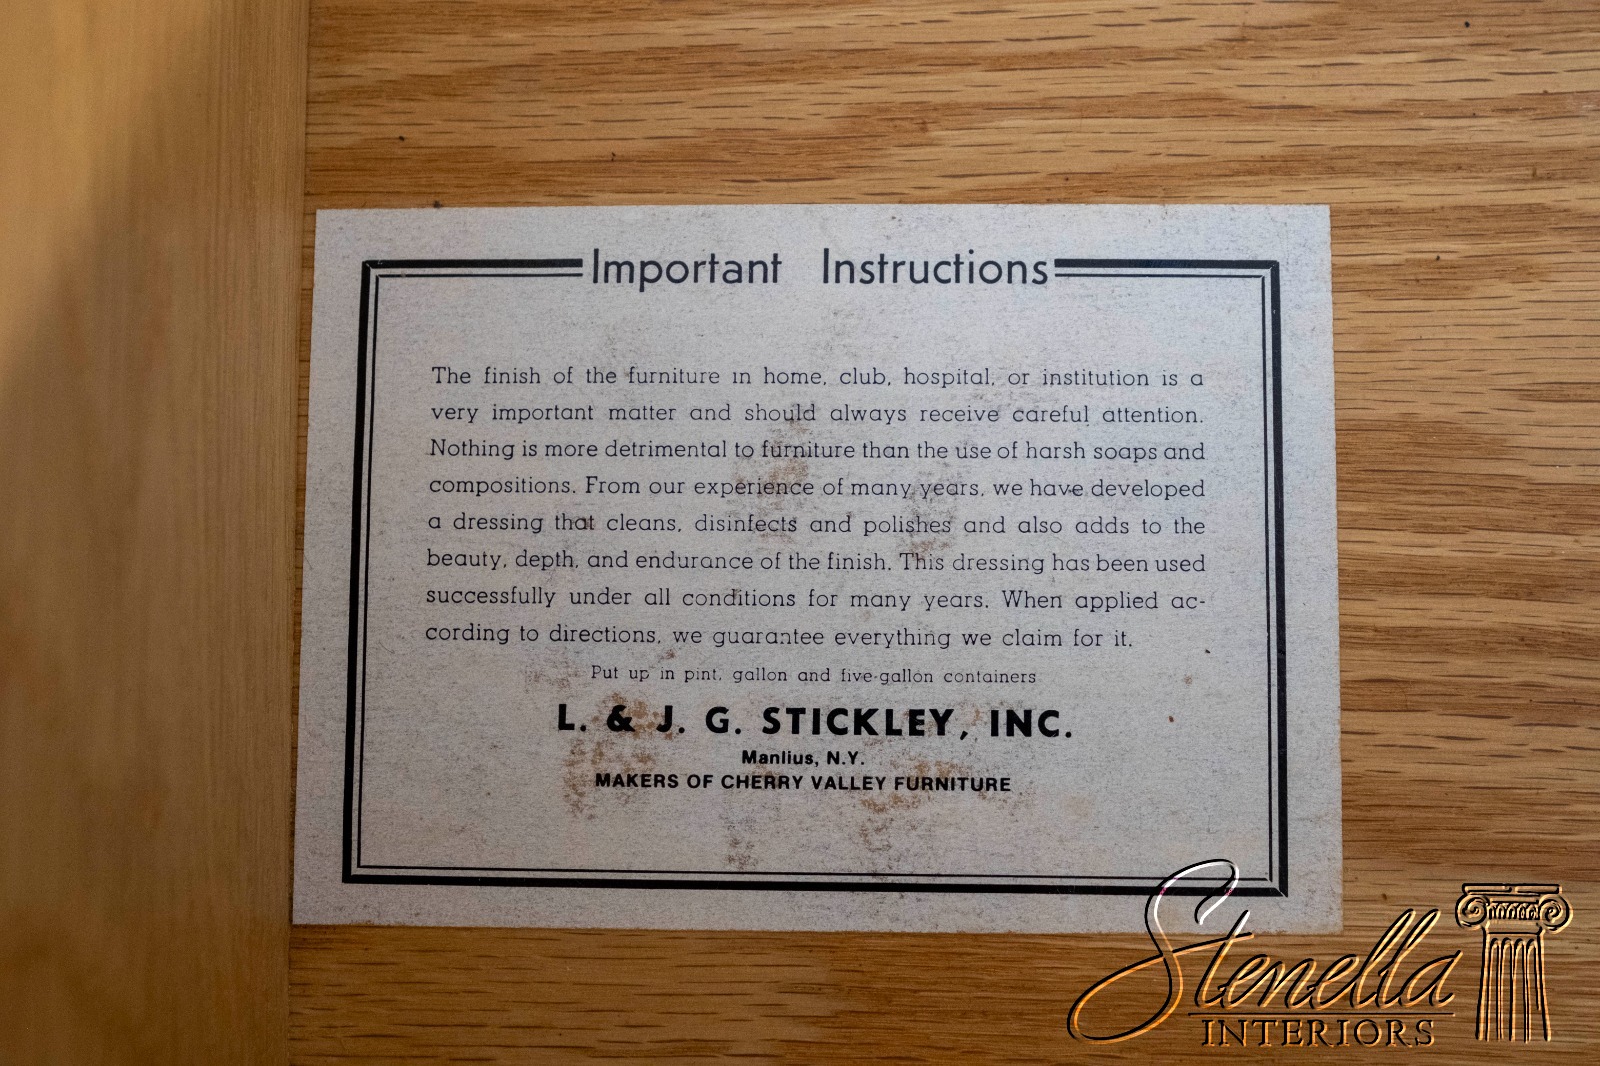 Important Instructions
The finish of the furniture in home, club, hospital, or institution is a
very important matter and should always receive careful attention.
Nothing is more detrimental to furniture than the use of harsh soaps and
compositions. From our experience of many years, we have developed
a dressing that cleans, disinfects and polishes and also adds to the
beauty, depth, and endurance of the finish. This dressing has been used
successfully under all conditions for many years. When applied ac-
cording to directions, we guarantee everything we claim for it.
Put up in pint, gallon and five-gallon containers
L. & J. G. STICKLEY, INC.
Manlius, N.Y.
MAKERS OF CHERRY VALLEY FURNITURE
Stenella
INTERIORS